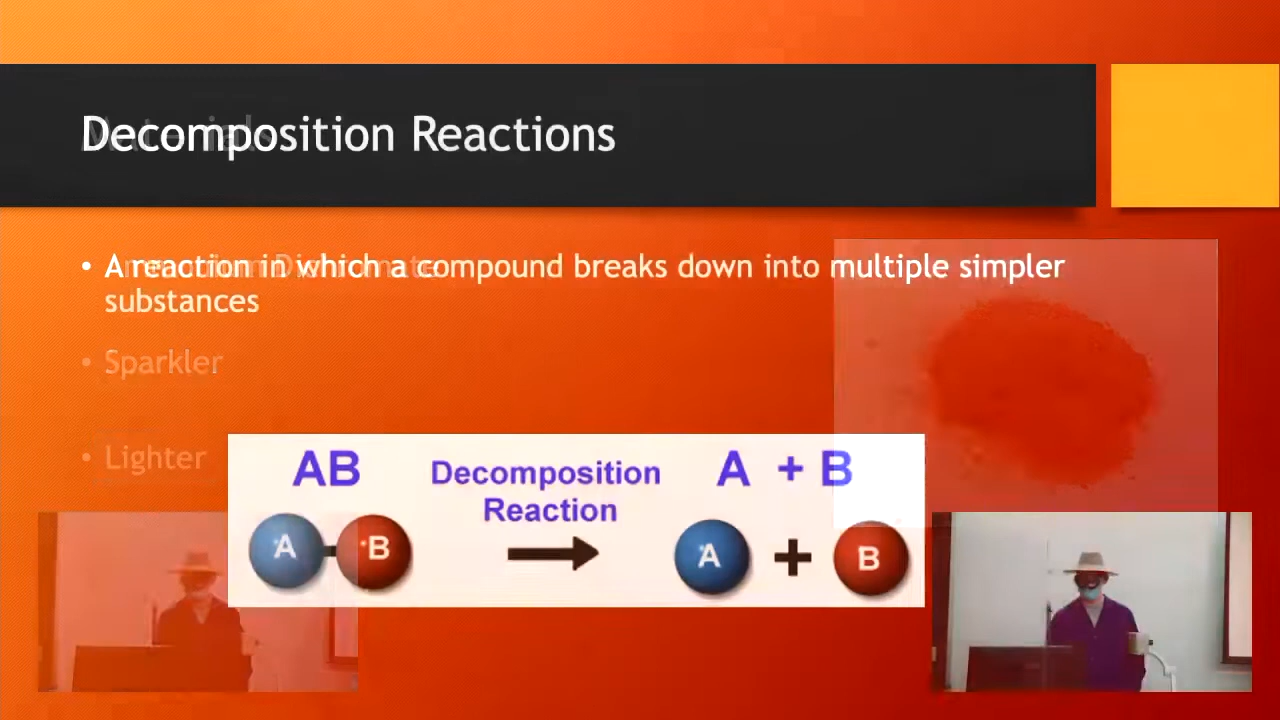 Decomposition Reactions
• A reaction in which a compound breaks down into multiple simpler
substances
• Sparkler
• Lighter
AB
Decomposition
Reaction
A + B
A
B
A
+
B